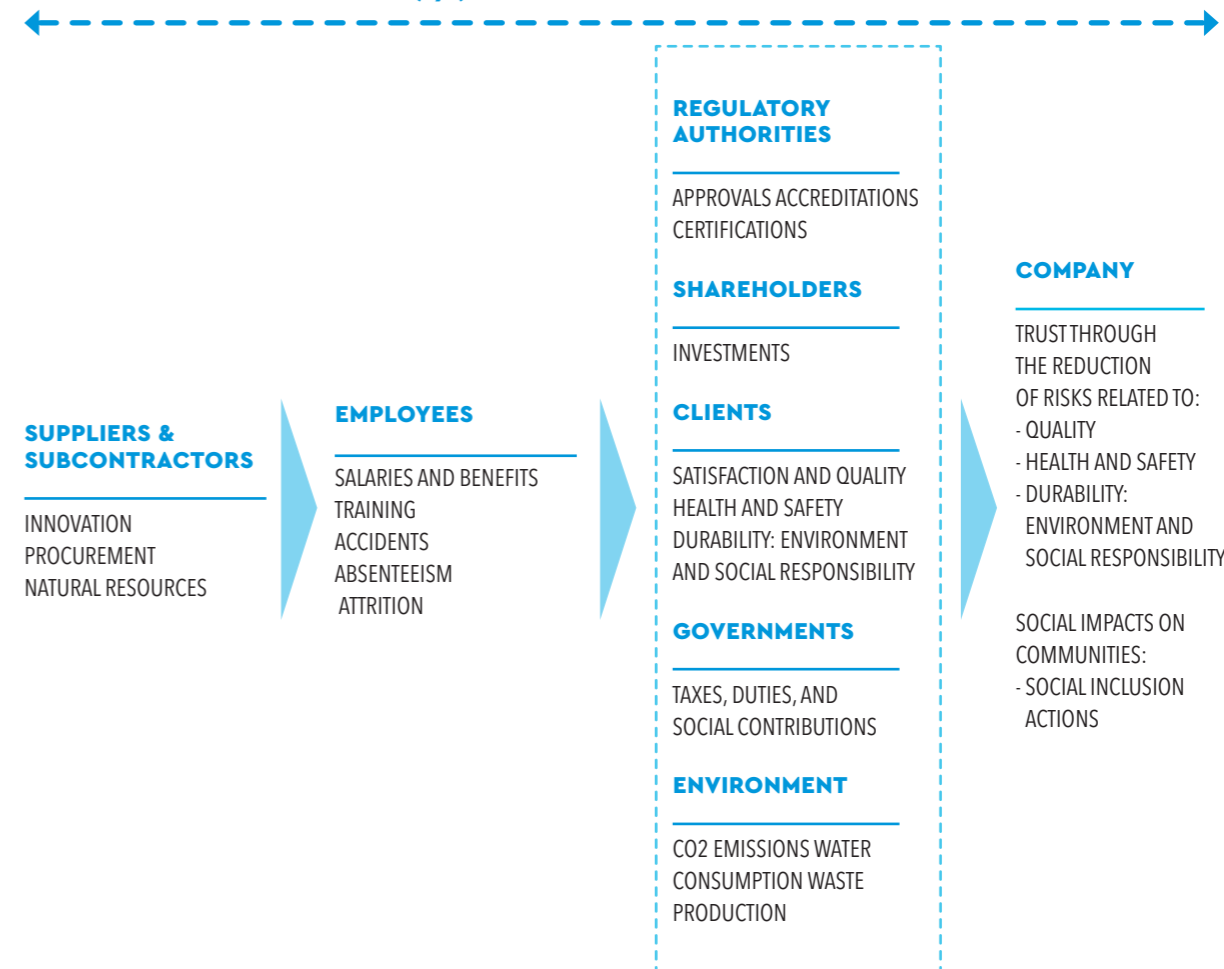 SUPPLIERS &
SUBCONTRACTORS
INNOVATION
PROCUREMENT
NATURAL RESOURCES
EMPLOYEES
SALARIES AND BENEFITS
TRAINING
ACCIDENTS
ABSENTEEISM
ATTRITION
REGULATORY
AUTHORITIES
APPROVALS ACCREDITATIONS
CERTIFICATIONS
SHAREHOLDERS
INVESTMENTS
CLIENTS
SATISFACTION AND QUALITY
HEALTH AND SAFETY
DURABILITY: ENVIRONMENT
AND SOCIAL RESPONSIBILITY
GOVERNMENTS
TAXES, DUTIES, AND
SOCIAL CONTRIBUTIONS
ENVIRONMENT
CO2 EMISSIONS WATER
CONSUMPTION WASTE
PRODUCTION
COMPANY
TRUST THROUGH
THE REDUCTION
OF RISKS RELATED TO:
- QUALITY
- HEALTH AND SAFETY
- DURABILITY:
ENVIRONMENT AND
SOCIAL RESPONSIBILITY
SOCIAL IMPACTS ON
COMMUNITIES:
- SOCIAL INCLUSION
ACTIONS